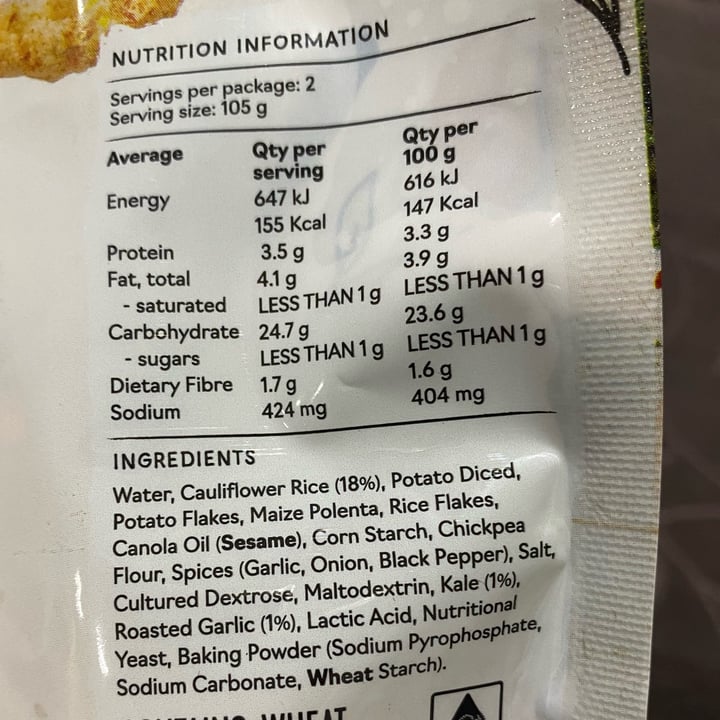 NUTRITION INFORMATION
Servings per package: 2
Serving size: 105 g
Average Qty per serving Qty per 100 g
Energy 647 kJ 616 kJ
155 Kcal 147 Kcal
Protein 3.5 g 3.3 g
Fat, total 4.1 g 3.9 g
- saturated LESS THAN 1 g LESS THAN 1 g
Carbohydrate 24.7 g 23.6 g
- sugars LESS THAN 1 g LESS THAN 1 g
Dietary Fibre 1.7 g 1.6 g
Sodium 424 mg 404 mg
INGREDIENTS
Water, Cauliflower Rice (18%), Potato Diced,
Potato Flakes, Maize Polenta, Rice Flakes,
Canola Oil (Sesame), Corn Starch, Chickpea
Flour, Spices (Garlic, Onion, Black Pepper), Salt,
Cultured Dextrose, Maltodextrin, Kale (1%),
Roasted Garlic (1%), Lactic Acid, Nutritional
Yeast, Baking Powder (Sodium Pyrophosphate,
Sodium Carbonate, Wheat Starch).
WHEAT